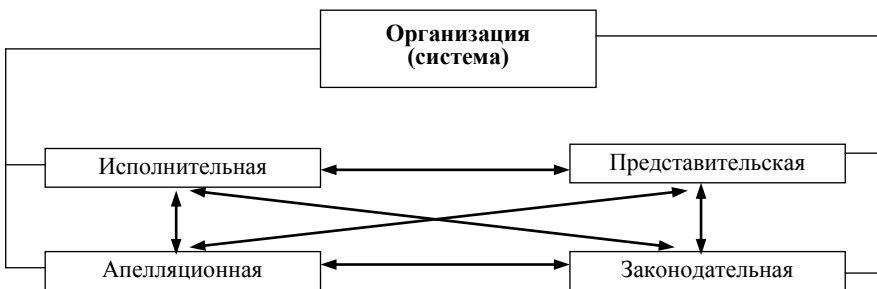 Организация
(система)
Исполнительная
Представительская
Апелляционная
Законодательная